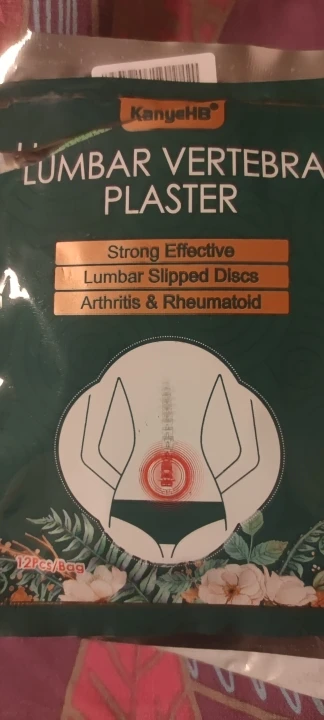 KanyeHB®
LUMBAR VERTEBRA
PLASTER
Strong Effective
Lumbar Slipped Discs
Arthritis & Rheumatoid
12Pcs/Bag